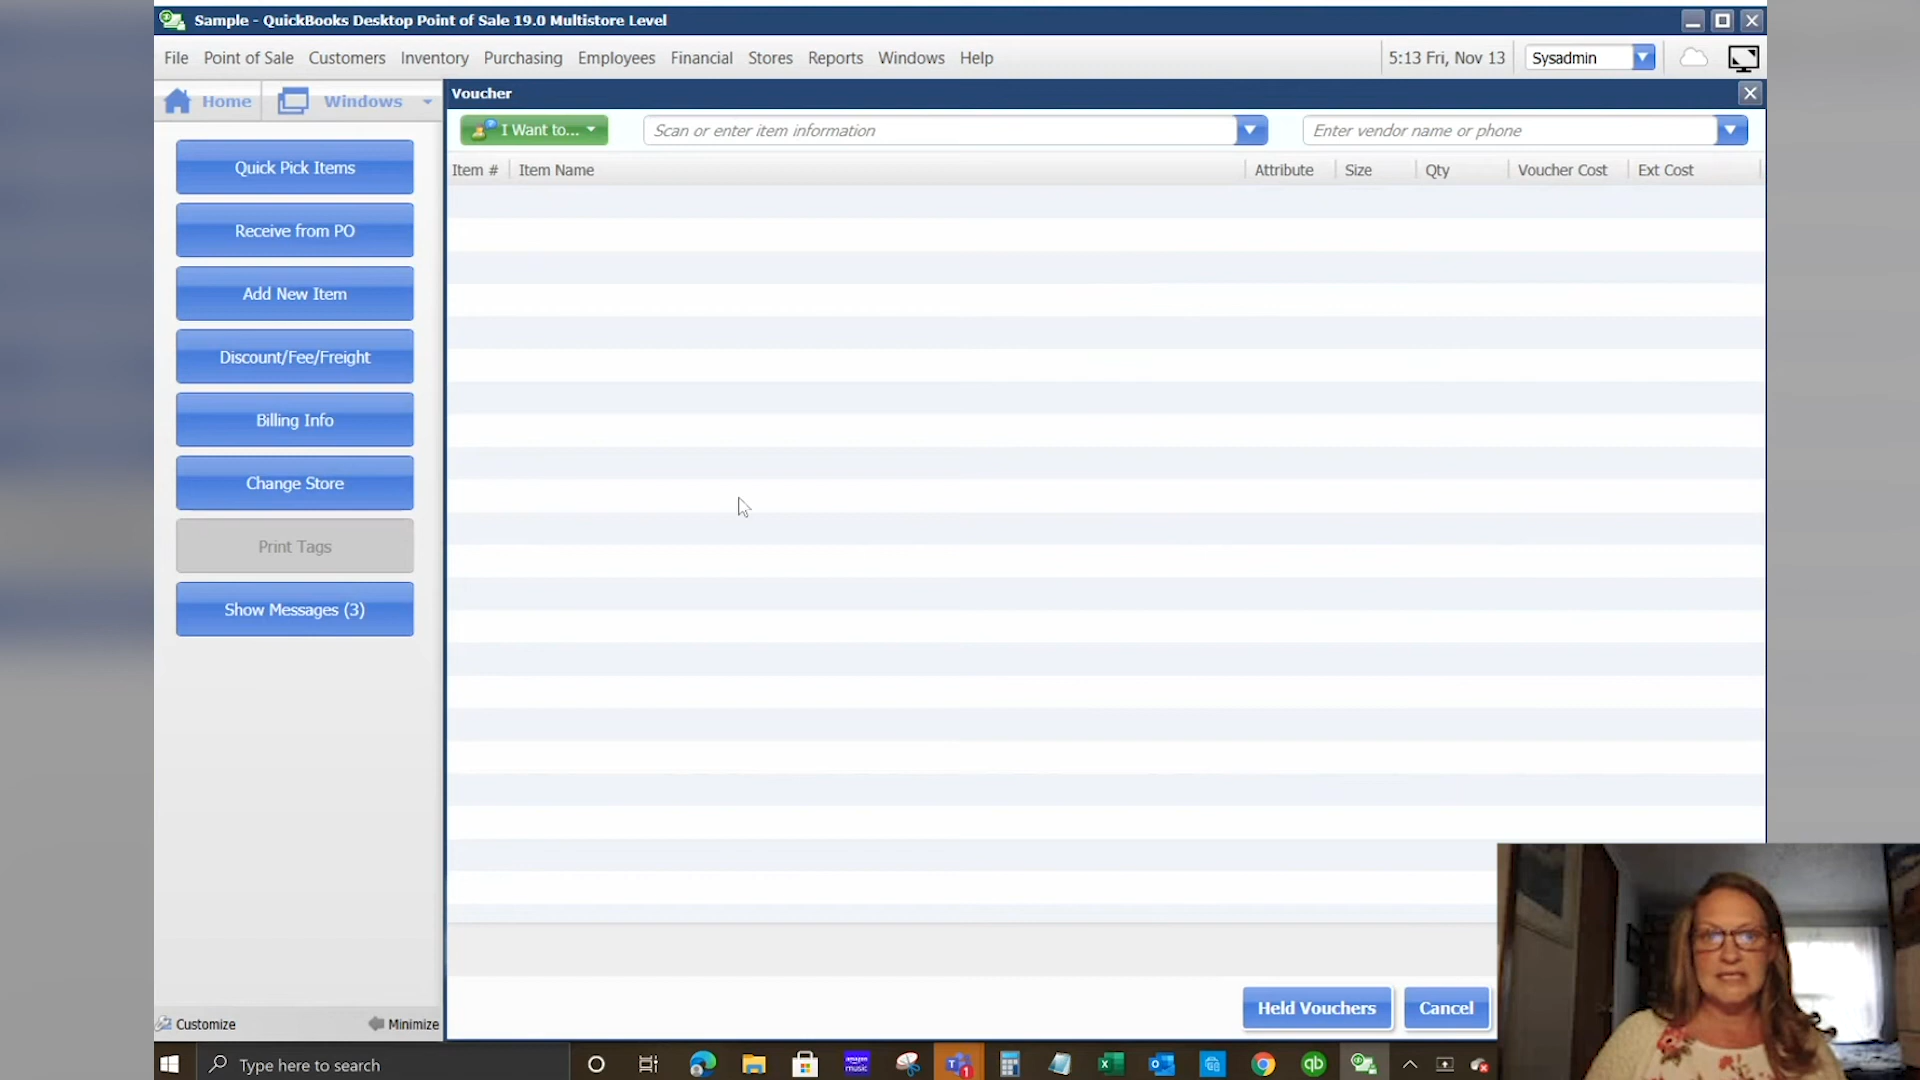 Sample - QuickBooks Desktop Point of Sale 19.0 Multistore Level
File Point of Sale Customers Inventory Purchasing Employees Financial Stores Reports Windows Help 5:13 Fri, Nov 13 Sysadmin
Home Windows
Voucher
I Want to... Scan or enter item information Enter vendor name or phone
Item # Item Name Attribute Size Qty Voucher Cost Ext Cost
Quick Pick Items
Receive from PO
Add New Item
Discount/Fee/Freight
Billing Info
Change Store
Print Tags
Show Messages (3)
Held Vouchers Cancel
Customize Minimize
Type here to search
amazon music
1
qb